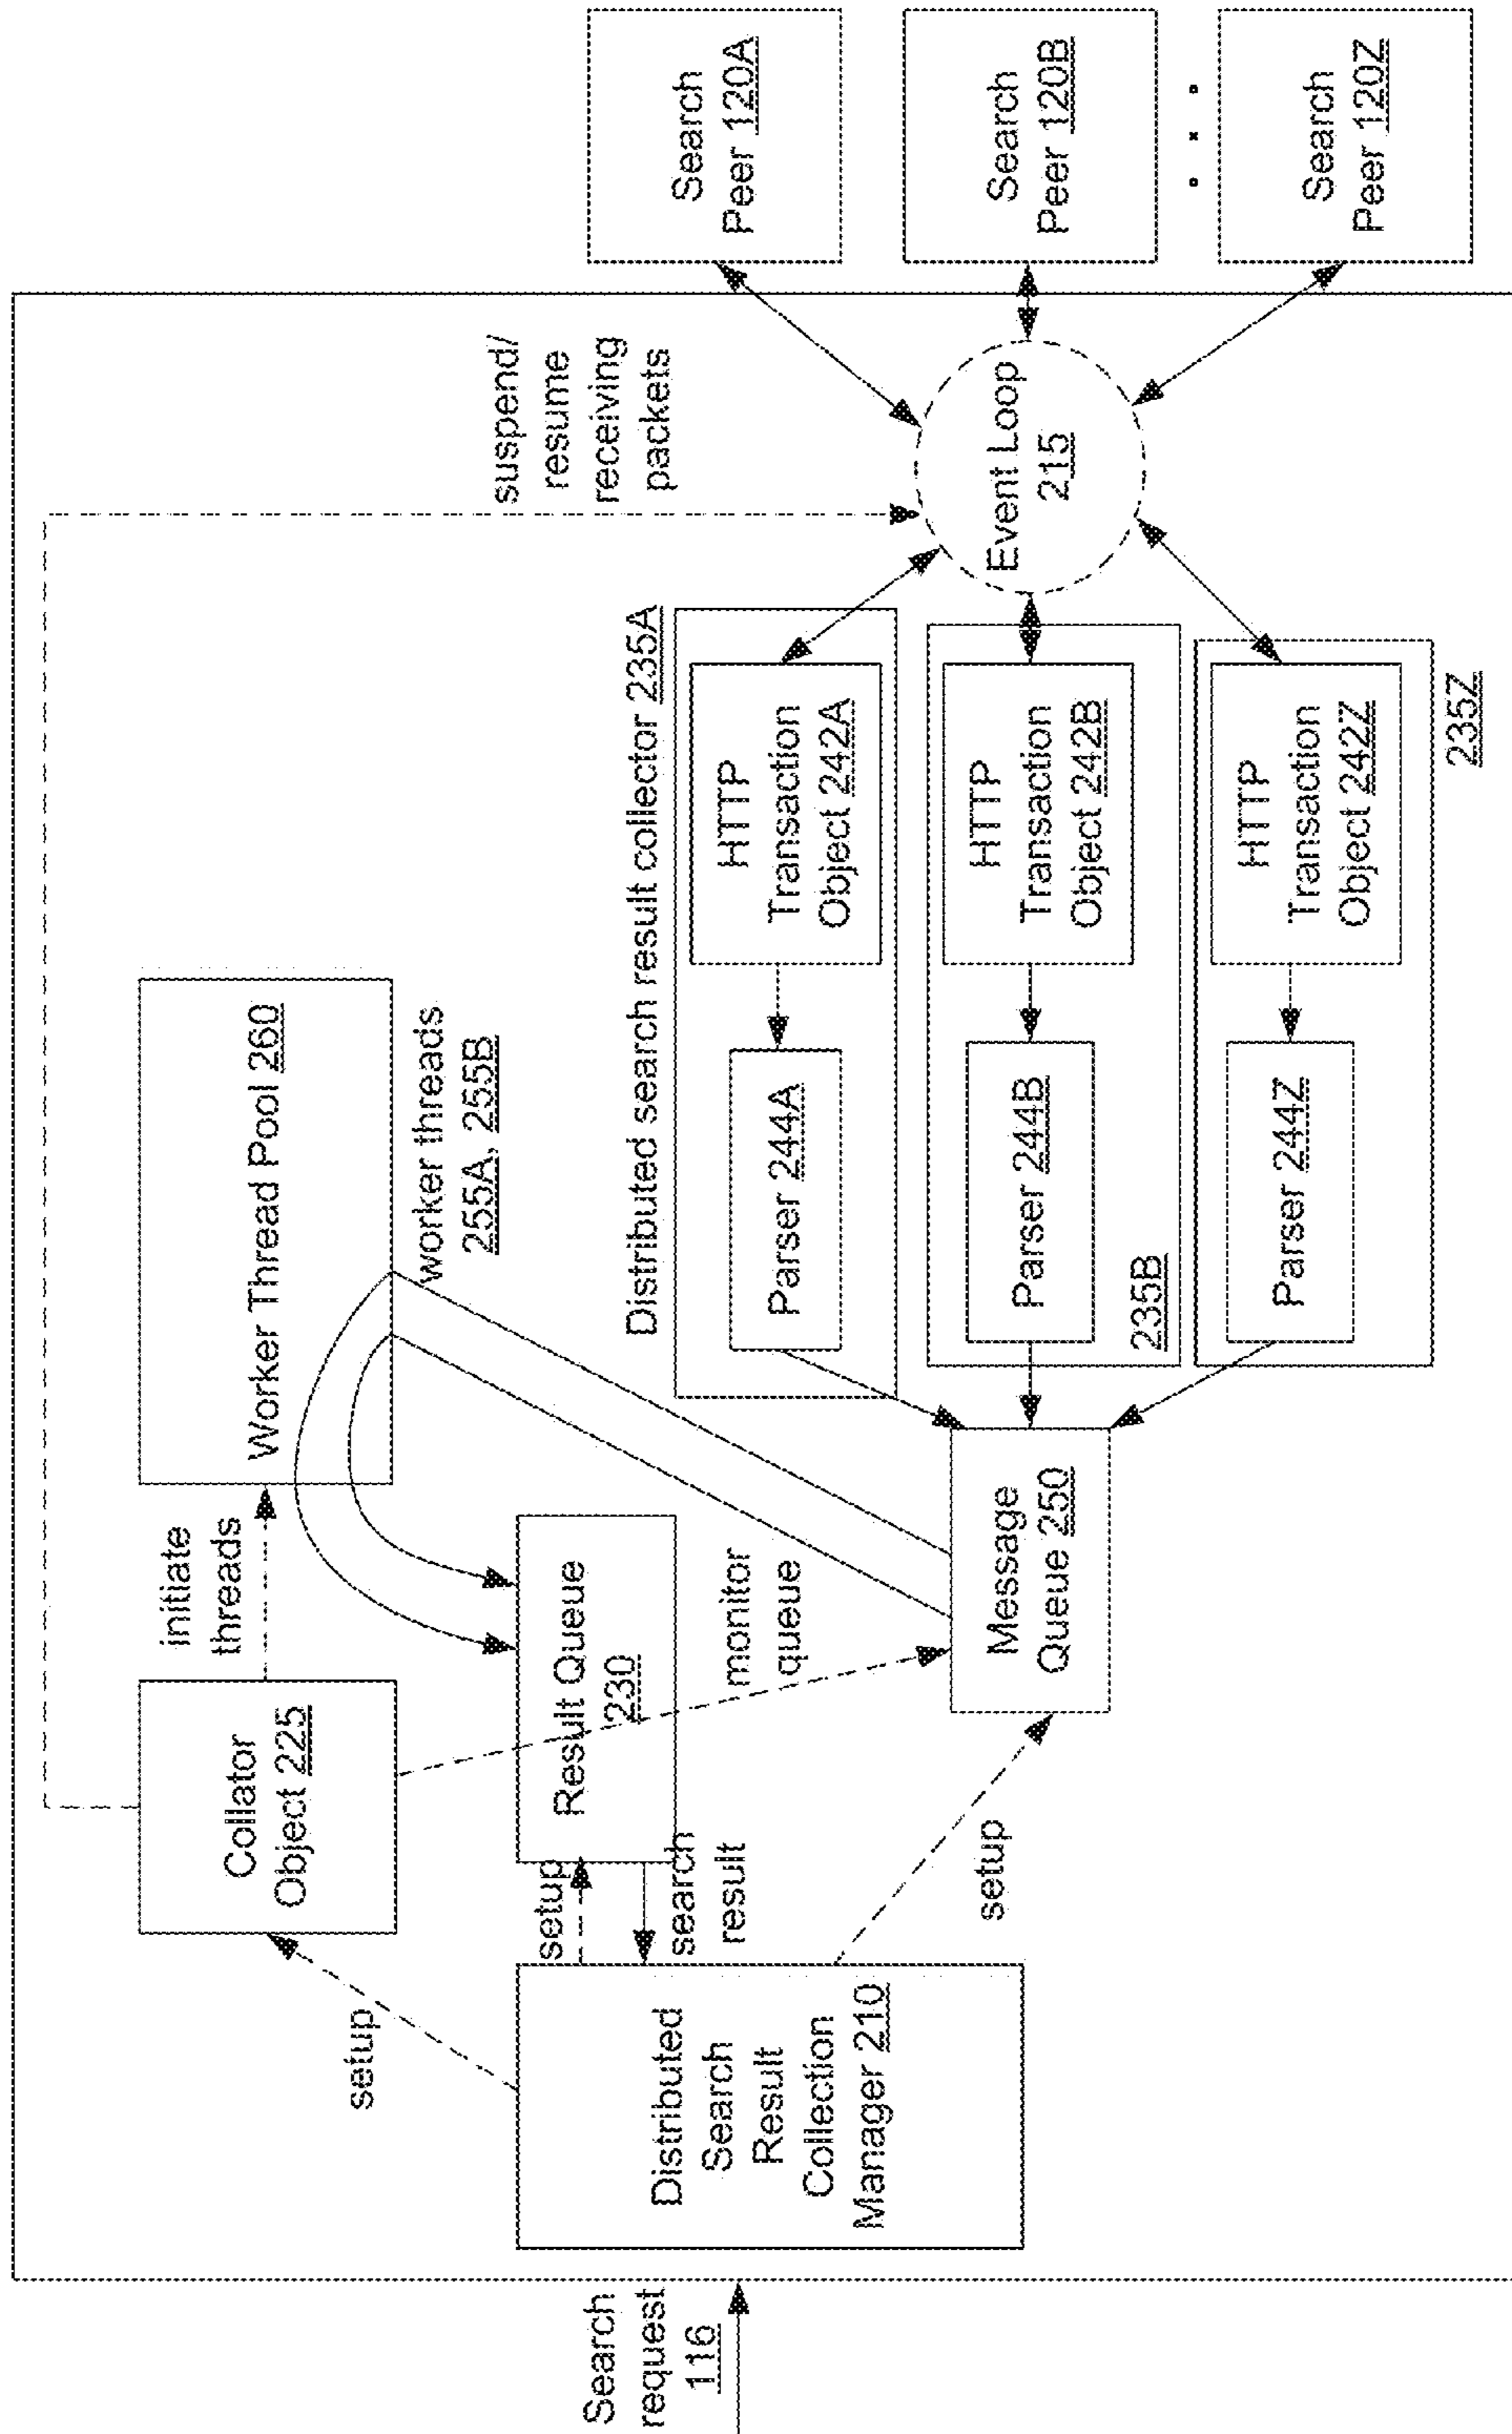 Search
request
116
Distributed
Search
Result
Collection
Manager 210
setup
setup
search
result
setup
Collator
Object 225
initiate
threads
Result Queue
230
monitor
queue
Message
Queue 250
Worker Thread Pool 260
worker threads
255A, 255B
suspend/
resume
receiving
packets
Distributed search result collector 235A
Parser 244A
HTTP
Transaction
Object 242A
Parser 244B
235B
HTTP
Transaction
Object 242B
Parser 244Z
HTTP
Transaction
Object 242Z
235Z
Event Loop
215
Search
Peer 120A
Search
Peer 120B
Search
Peer 120Z